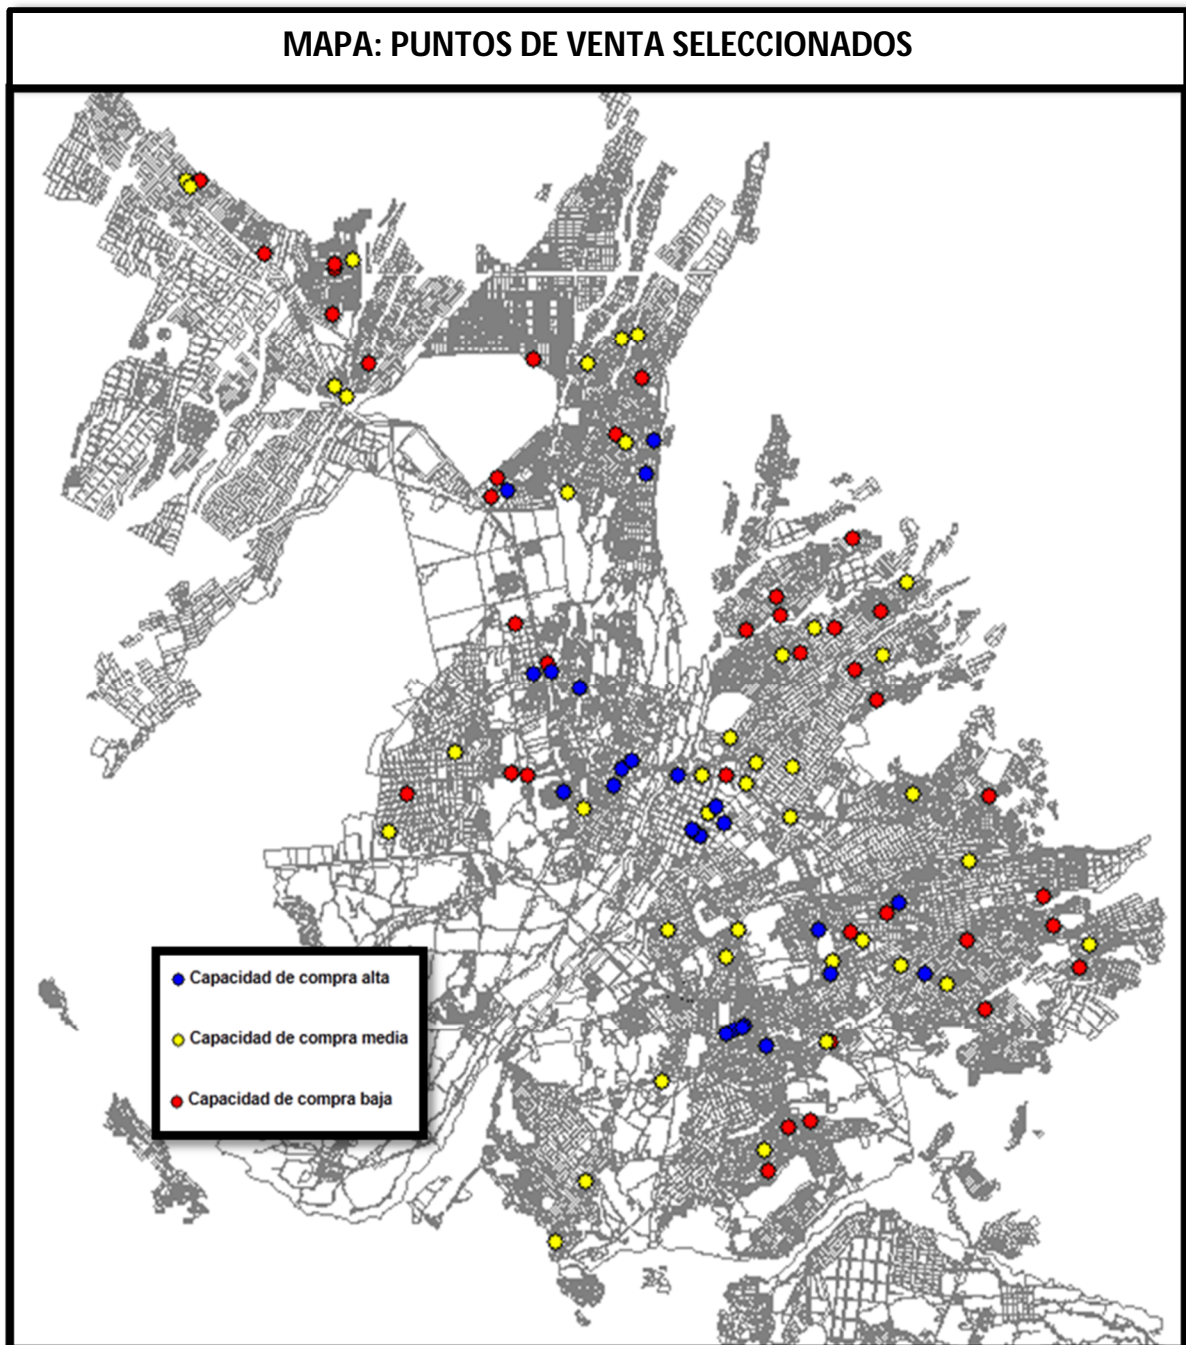 MAPA: PUNTOS DE VENTA SELECCIONADOS
Capacidad de compra alta
Capacidad de compra media
Capacidad de compra baja